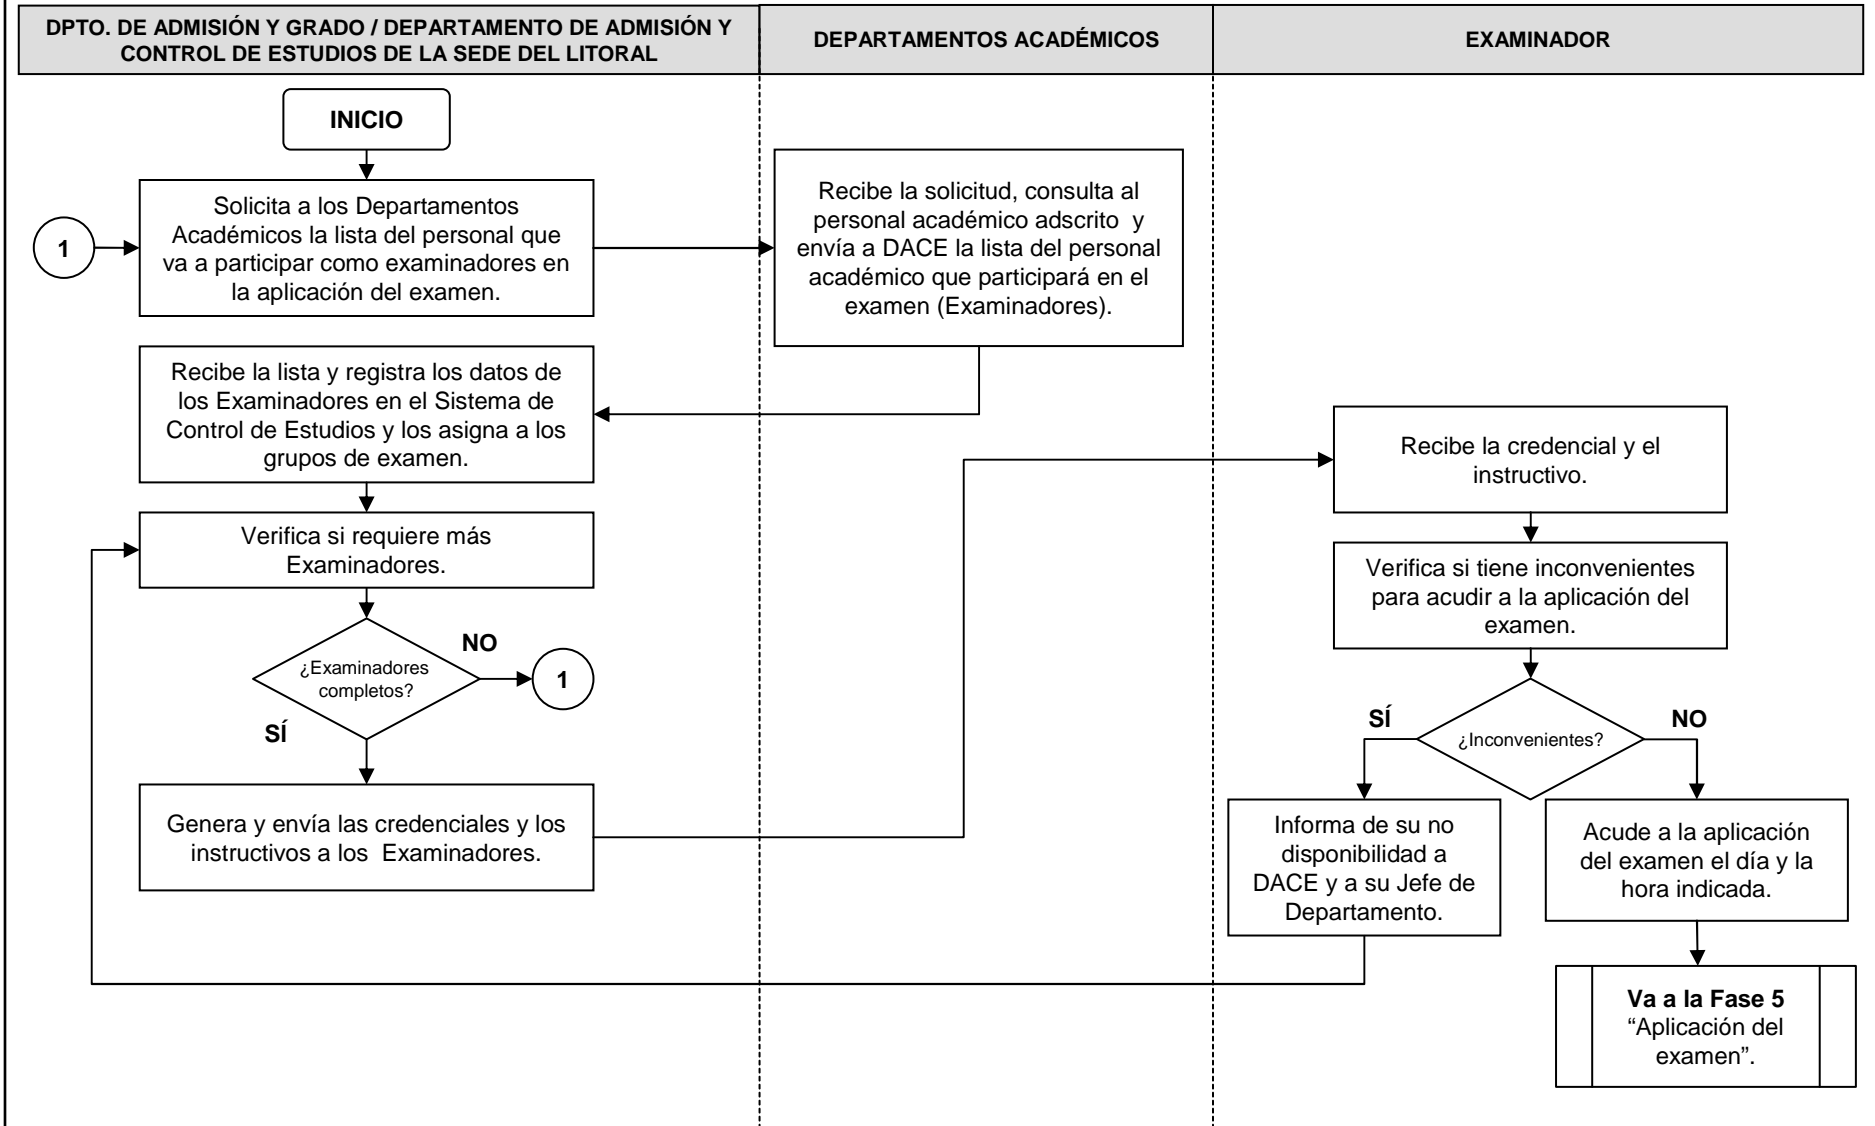 DPTO. DE ADMISIÓN Y GRADO / DEPARTAMENTO DE ADMISIÓN Y
CONTROL DE ESTUDIOS DE LA SEDE DEL LITORAL
DEPARTAMENTOS ACADÉMICOS
EXAMINADOR
INICIO
1
Solicita a los Departamentos
Académicos la lista del personal que
va a participar como examinadores en
la aplicación del examen.
Recibe la solicitud, consulta al
personal académico adscrito y
envía a DACE la lista del personal
académico que participará en el
examen (Examinadores).
Recibe la lista y registra los datos de
los Examinadores en el Sistema de
Control de Estudios y los asigna a los
grupos de examen.
Verifica si requiere más
Examinadores.
¿Examinadores
completos?
NO
1
SÍ
Genera y envía las credenciales y los
instructivos a los Examinadores.
Recibe la credencial y el
instructivo.
Verifica si tiene inconvenientes
para acudir a la aplicación del
examen.
¿Inconvenientes?
SÍ
NO
Informa de su no
disponibilidad a
DACE y a su Jefe de
Departamento.
Acude a la aplicación
del examen el día y la
hora indicada.
Va a la Fase 5
“Aplicación del
examen”.